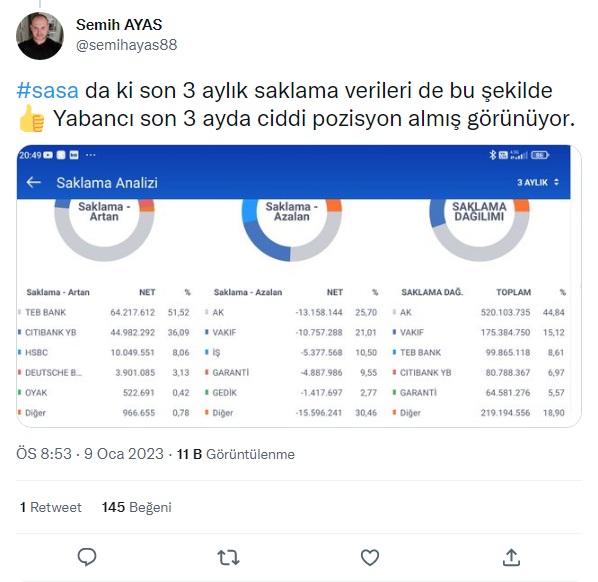 Semih AYAS
@semihayas88
#sasa da ki son 3 aylık saklama verileri de bu şekilde
👍 Yabancı son 3 ayda ciddi pozisyon almış görünüyor.
20:49
Saklama Analizi 3 AYLIK
Saklama - Artan Saklama - Azalan SAKLAMA DAĞILIMI
Saklama - Artan NET % Saklama - Azalan NET % SAKLAMA DAĞ. TOPLAM %
TEB BANK 64.217.612 51,52 AK -13.158.144 25,70 AK 520.103.735 44,84
CITIBANK YB 44.982.292 36,09 VAKIF -10.757.288 21,01 VAKIF 175.384.750 15,12
HSBC 10.049.551 8,06 İŞ -5.377.568 10,50 TEB BANK 99.865.118 8,61
DEUTSCHE B... 3.901.085 3,13 GARANTİ -4.887.986 9,55 CITIBANK YB 80.788.367 6,97
OYAK 522.691 0,42 GEDİK -1.417.697 2,77 GARANTİ 64.581.276 5,57
Diğer 966.655 0,78 Diğer -15.596.241 30,46 Diğer 219.194.556 18,90
ÖS 8:53 · 9 Oca 2023 · 11 B Görüntülenme
1 Retweet 145 Beğeni